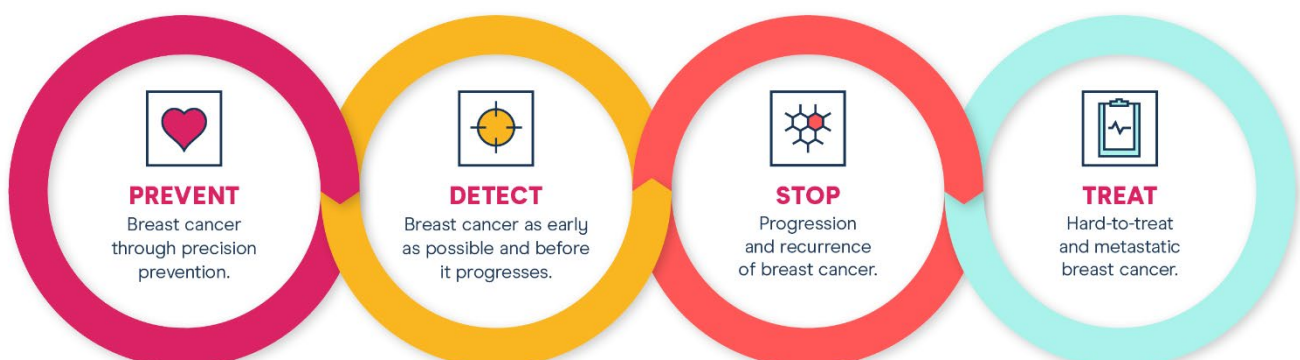 PREVENT
Breast cancer
through precision
prevention.
DETECT
Breast cancer as early
as possible and before
it progresses.
STOP
Progression
and recurrence
of breast cancer.
TREAT
Hard-to-treat
and metastatic
breast cancer.